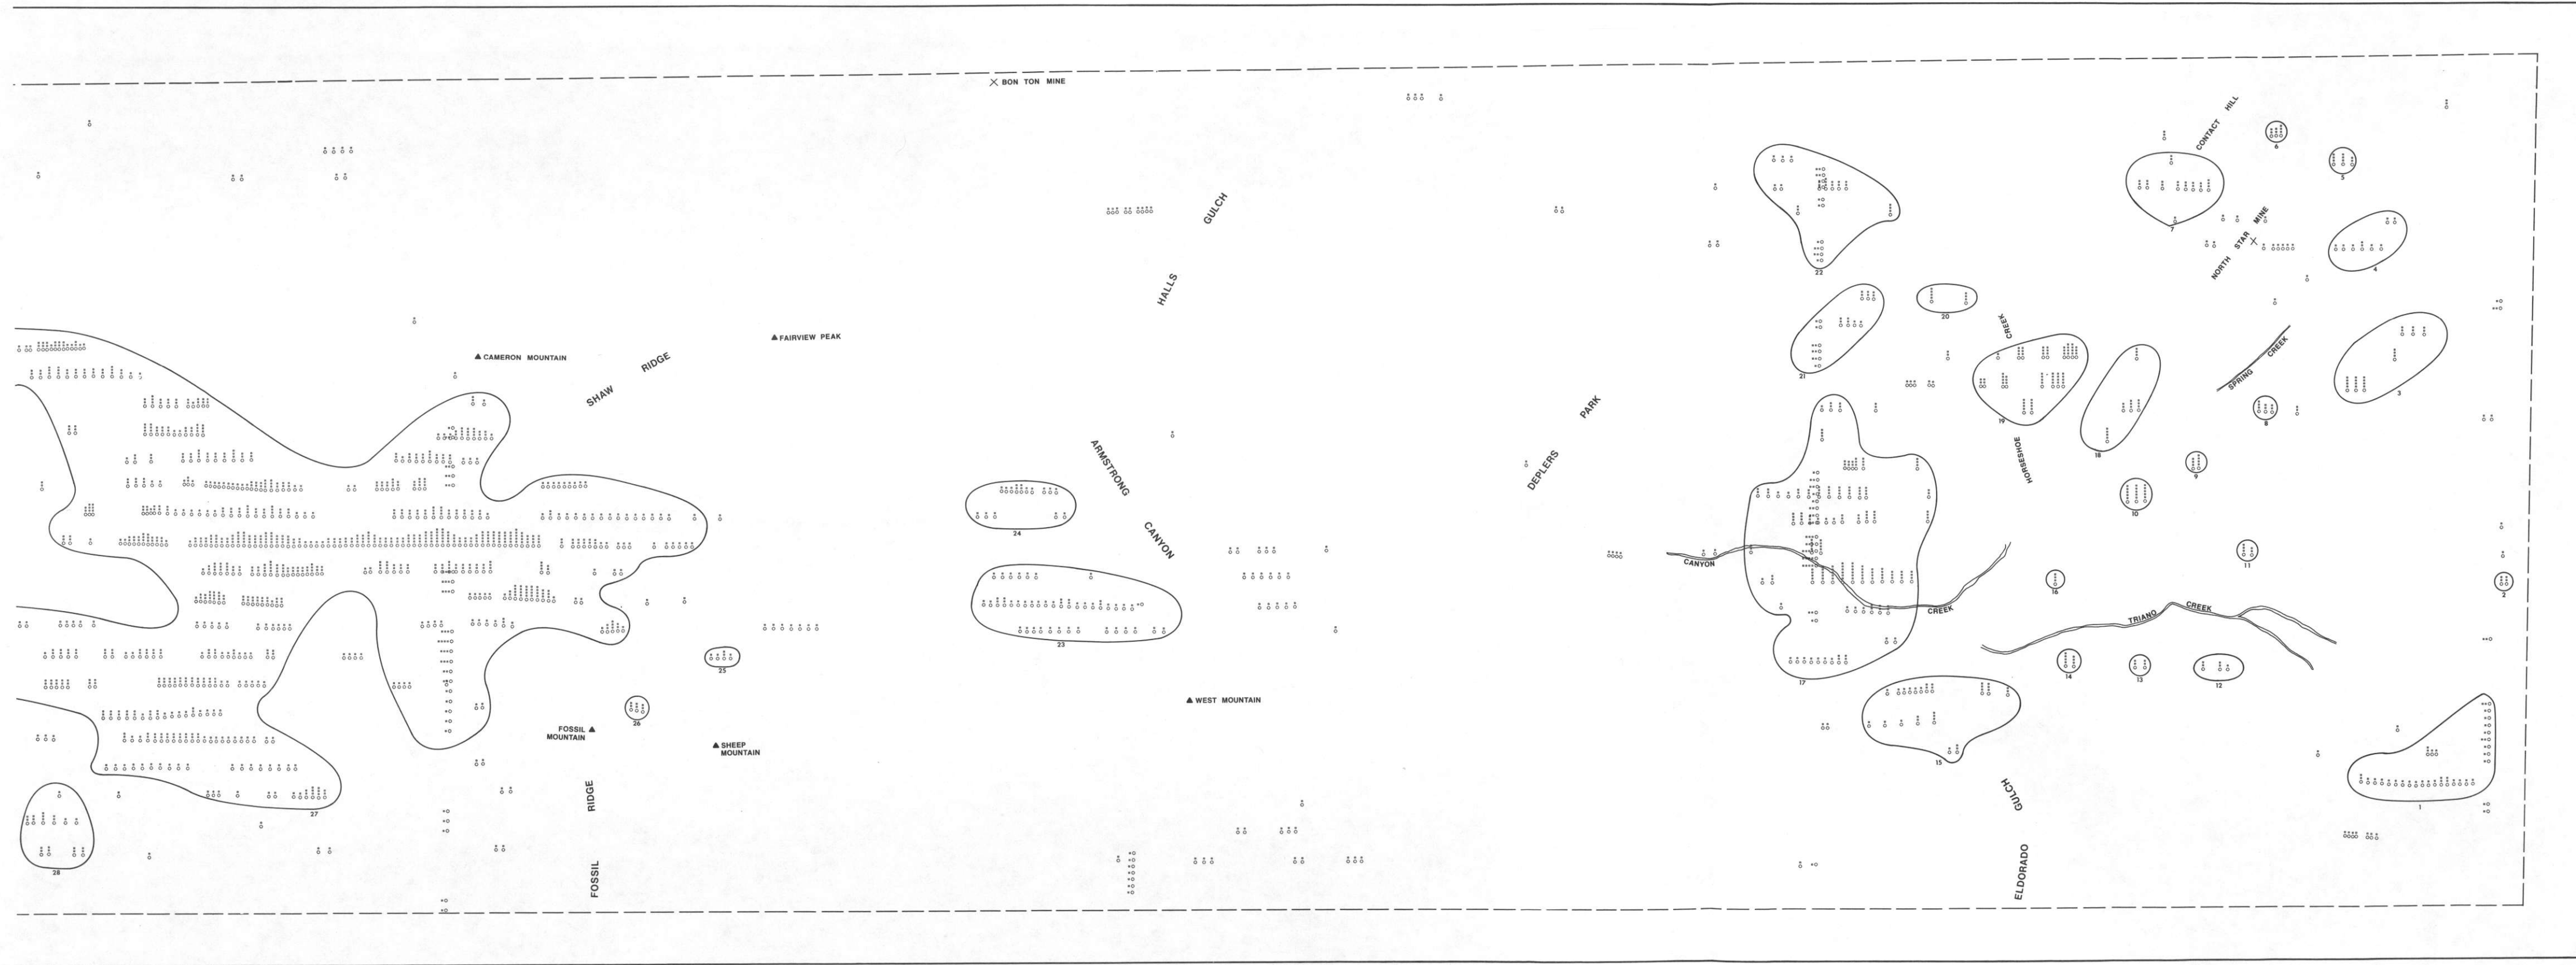 BON TON MINE
CONTACT HILL
6
5
7
GULCH
NORTH STAR MINE
4
22
HALLS
20
CREEK
FAIRVIEW PEAK
CAMERON MOUNTAIN
SHAW RIDGE
21
SPRING CREEK
3
DEPLERS PARK
19
8
18
HORSESHOE
9
10
ARMSTRONG
CANYON
24
CANYON
CREEK
11
16
2
TRIANO CREEK
23
25
17
14
13
12
WEST MOUNTAIN
26
FOSSIL
MOUNTAIN
SHEEP
MOUNTAIN
15
RIDGE
FOSSIL
GULCH
ELDORADO
1
27
28